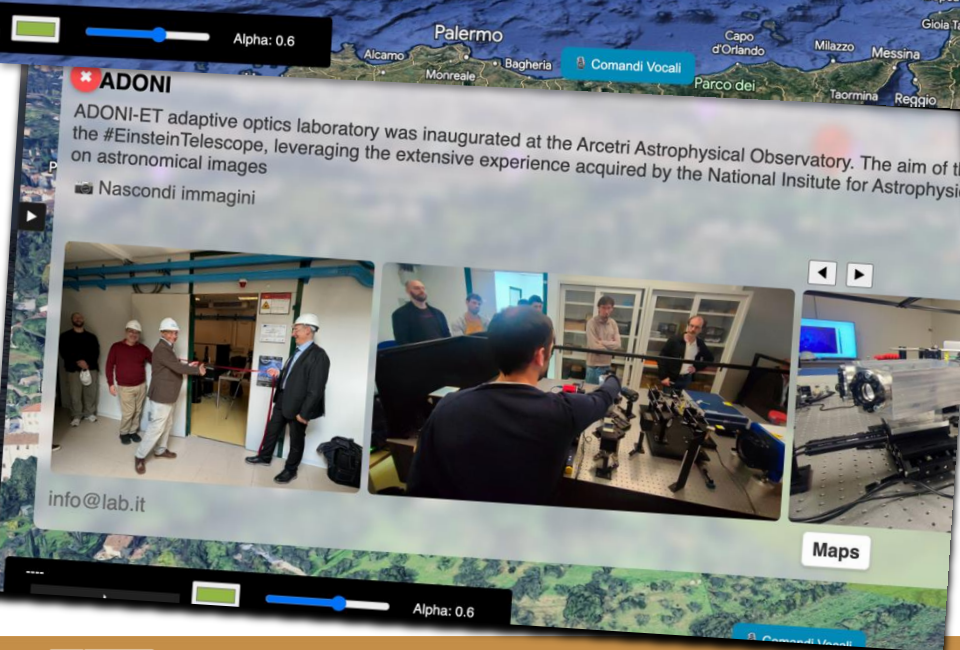 Alpha: 0.6
Palermo
Alcamo
Monreale
Bagheria
Comandi Vocali
Capo
d'Orlando
Milazzo
Messina
Gioia
Parco dei
Taormina
Reggio
ADONI
ADONI-ET adaptive optics laboratory was inaugurated at the Arcetri Astrophysical Observatory. The aim of
the #EinsteinTelescope, leveraging the extensive experience acquired by the National Insitute for
on astronomical images
Nascondi immagini
info@lab.it
Maps
----
Alpha: 0.6
Comandi Vocali